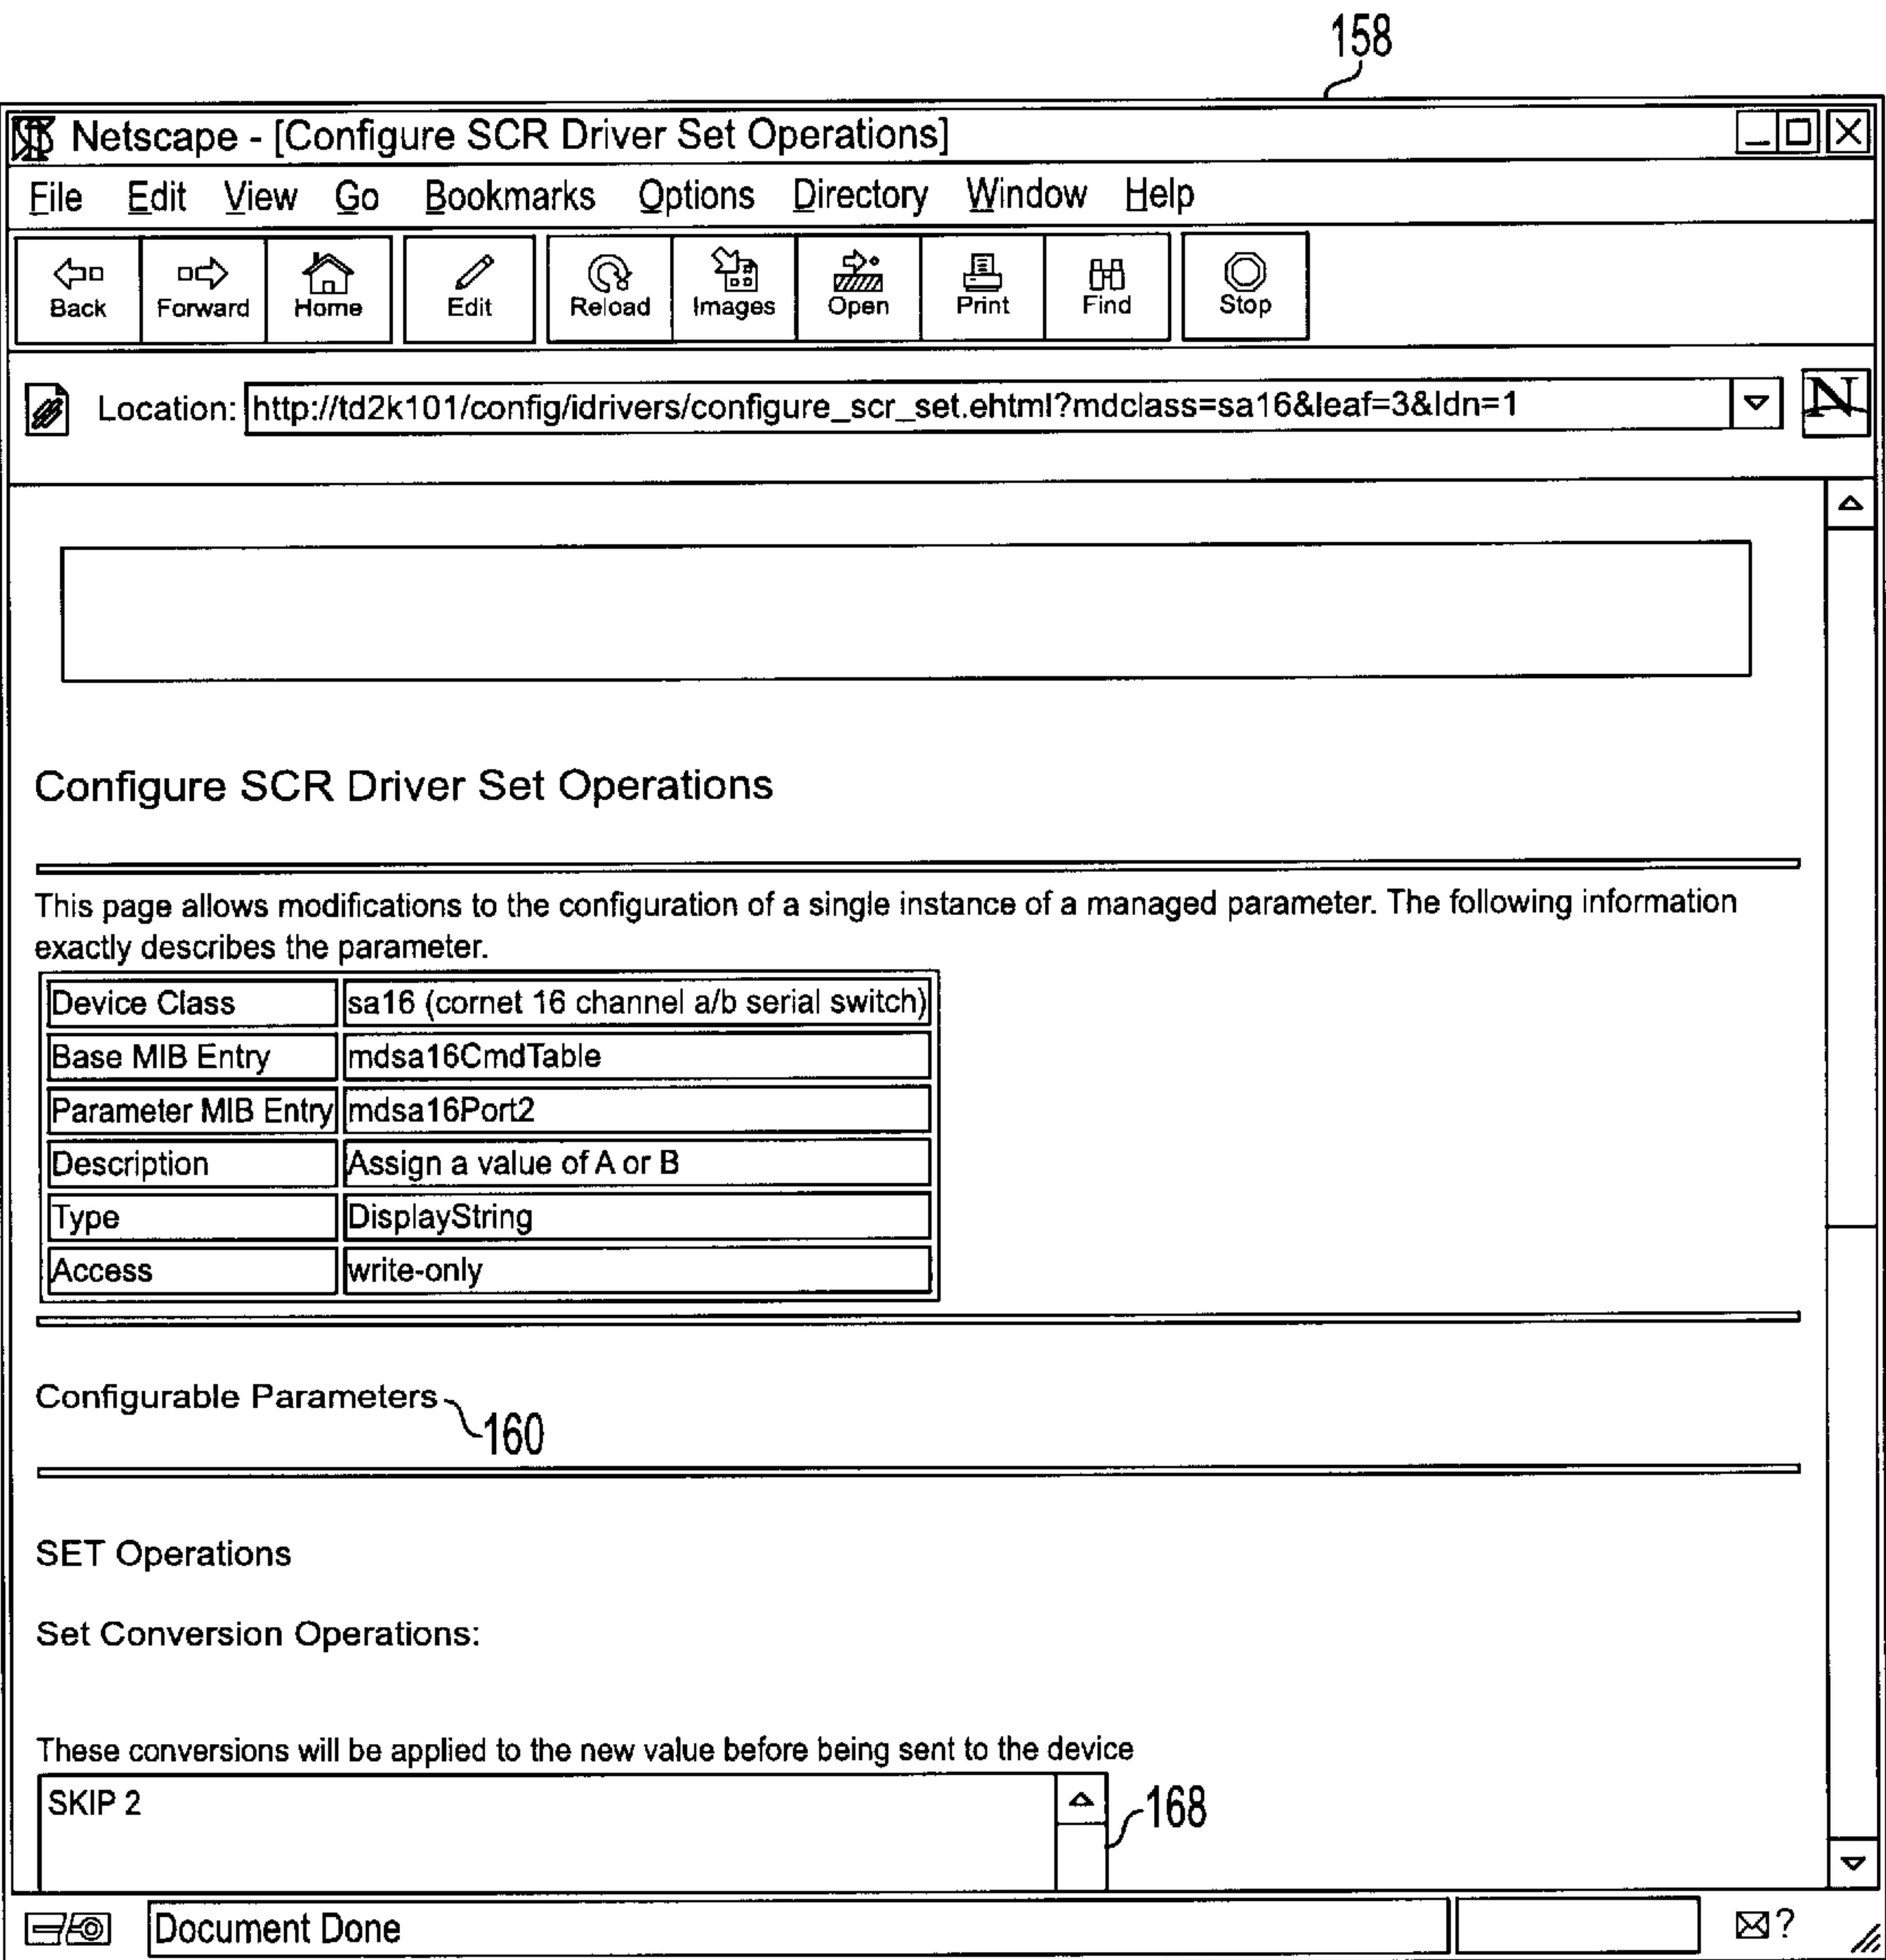 158
Netscape - [Configure SCR Driver Set Operations]
File Edit View Go Bookmarks Options Directory Window Help
Back Forward Home Edit Reload Images Open Print Find Stop
Location: http://td2k101/config/idrivers/configure_scr_set.ehtml?mdclass=sa16&leaf=3&ldn=1
N
Configure SCR Driver Set Operations
This page allows modifications to the configuration of a single instance of a managed parameter. The following information
exactly describes the parameter.
Device Class sa16 (cornet 16 channel a/b serial switch)
Base MIB Entry mdsa16CmdTable
Parameter MIB Entry mdsa16Port2
Description Assign a value of A or B
Type DisplayString
Access write-only
Configurable Parameters
160
SET Operations
Set Conversion Operations:
These conversions will be applied to the new value before being sent to the device
SKIP 2
168
Document Done
?